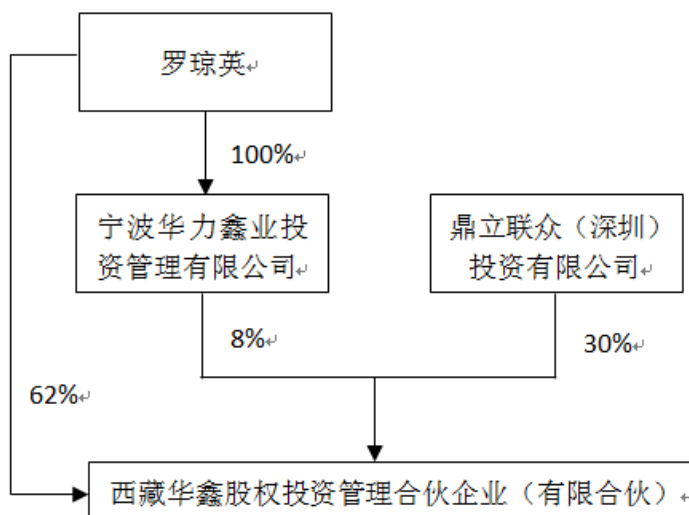 罗琼英
100%
宁波华力鑫业投
资管理有限公司
鼎立联众（深圳）
投资有限公司
8%
30%
62%
西藏华鑫股权投资管理合伙企业（有限合伙）